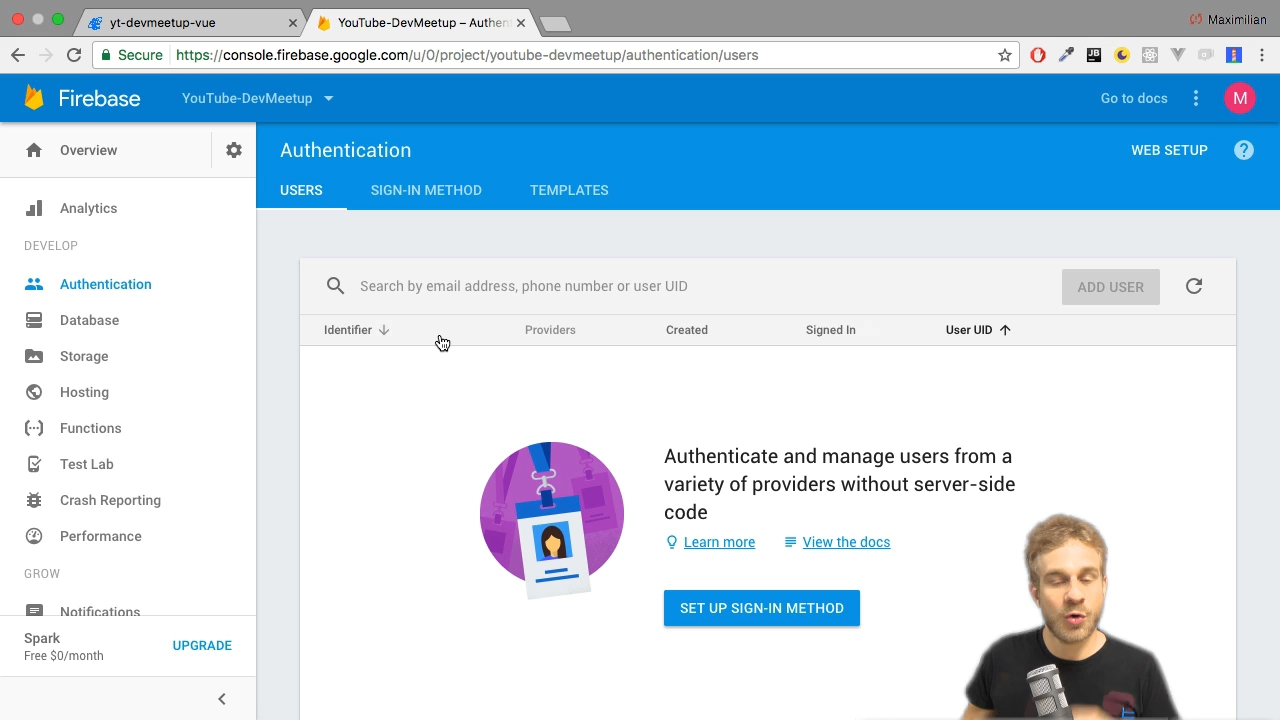 yt-devmeetup-vue
YouTube-DevMeetup – Authen
Maximilian
Secure
https://console.firebase.google.com/u/0/project/youtube-devmeetup/authentication/users
JB
Firebase
YouTube-DevMeetup
Go to docs
M
Overview
Authentication
WEB SETUP
?
USERS
SIGN-IN METHOD
TEMPLATES
Analytics
DEVELOP
Authentication
Database
Storage
Hosting
Functions
Test Lab
Crash Reporting
Performance
GROW
Notifications
Spark
Free $0/month
UPGRADE
Search by email address, phone number or user UID
ADD USER
Identifier
Providers
Created
Signed In
User UID
Authenticate and manage users from a
variety of providers without server-side
code
Learn more
View the docs
SET UP SIGN-IN METHOD